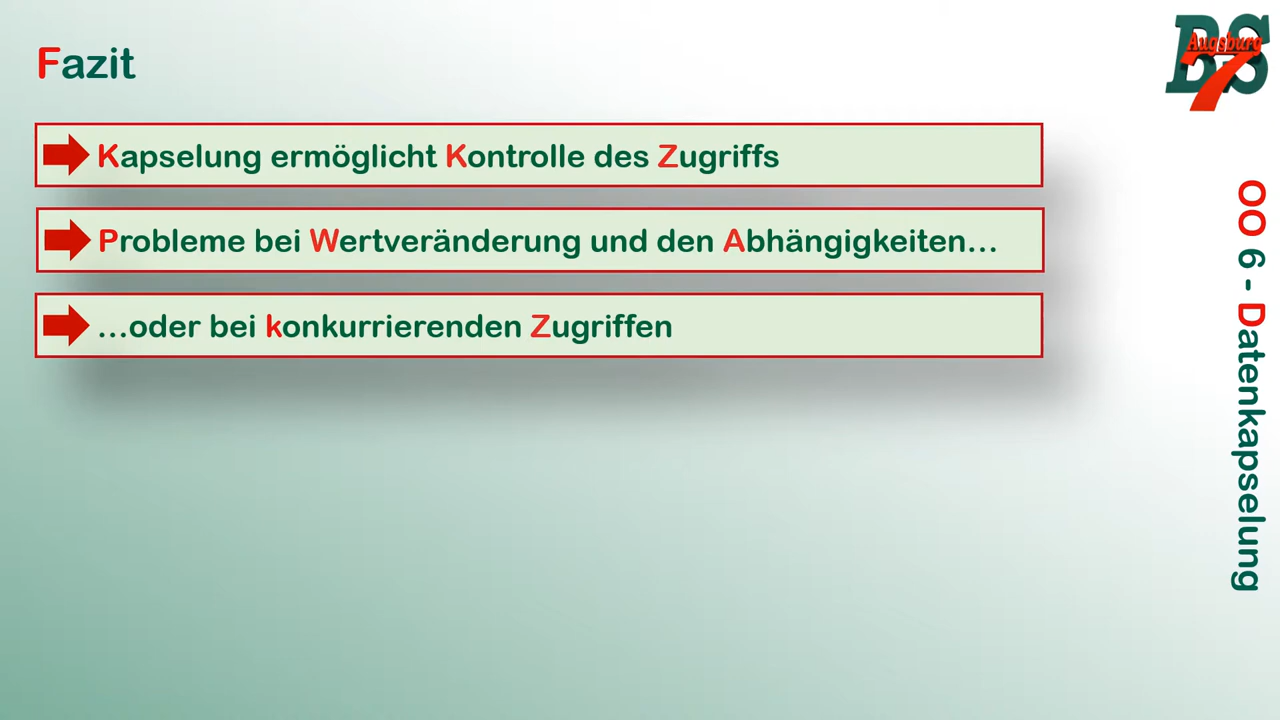 Fazit
Kapselung ermöglicht Kontrolle des Zugriffs
Probleme bei Wertveränderung und den Abhängigkeiten...
...oder bei konkurrierenden Zugriffen
BS
Augsburg
7
OO 6 - Datenkapselung